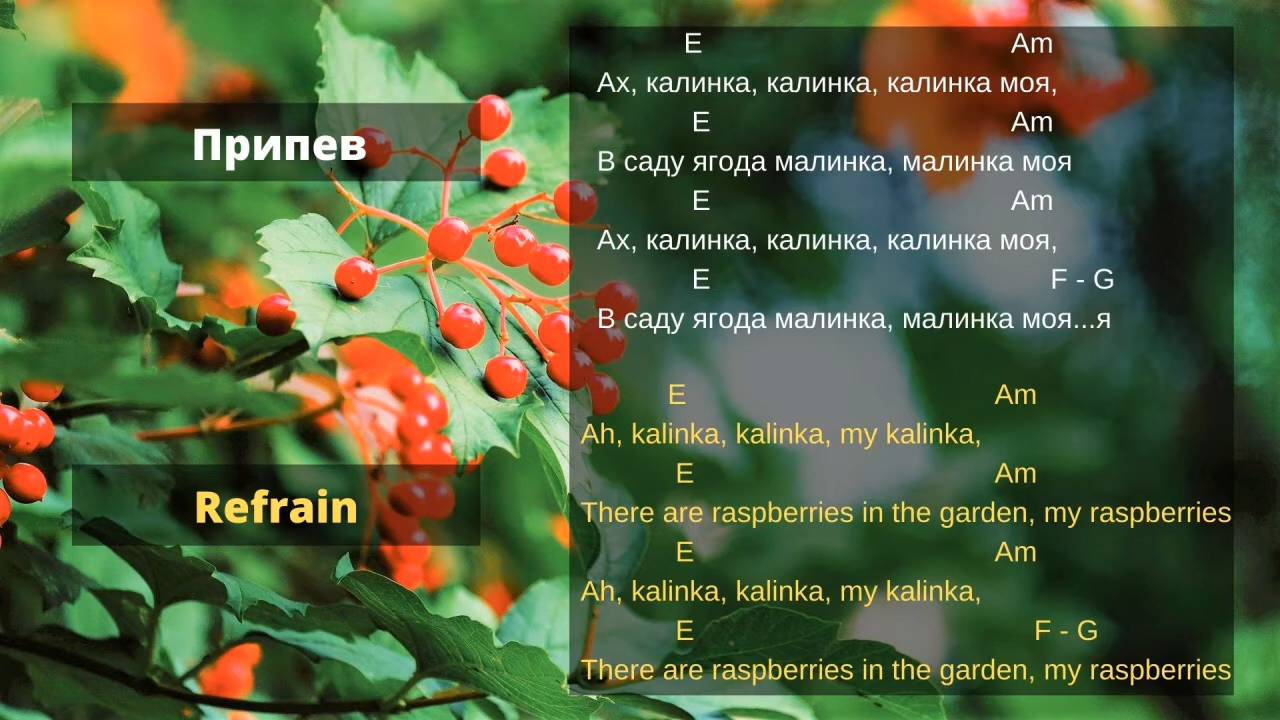 Припев
E Am
Ах, калинка, калинка, калинка моя,
E Am
В саду ягода малинка, малинка моя
E Am
Ах, калинка, калинка, калинка моя,
E F - G
В саду ягода малинка, малинка моя...я
Refrain
E Am
Ah, kalinka, kalinka, my kalinka,
E Am
There are raspberries in the garden, my raspberries
E Am
Ah, kalinka, kalinka, my kalinka,
E F - G
There are raspberries in the garden, my raspberries